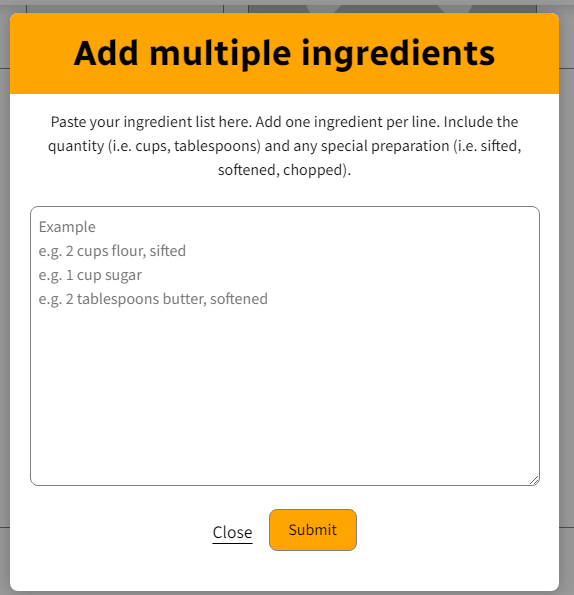 Add multiple ingredients
Paste your ingredient list here. Add one ingredient per line. Include the
quantity (i.e. cups, tablespoons) and any special preparation (i.e. sifted,
softened, chopped).
Example
e.g. 2 cups flour, sifted
e.g. 1 cup sugar
e.g. 2 tablespoons butter, softened
Close
Submit